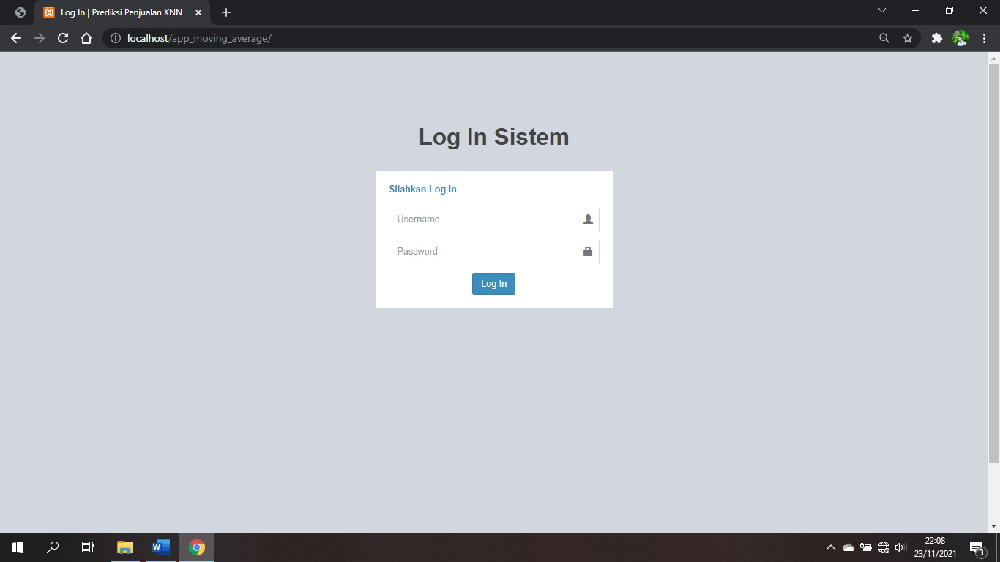 Log In | Prediksi Penjualan KNN
localhost/app_moving_average/
Log In Sistem
Silahkan Log In
Username
Password
Log In
22:08
23/11/2021
3